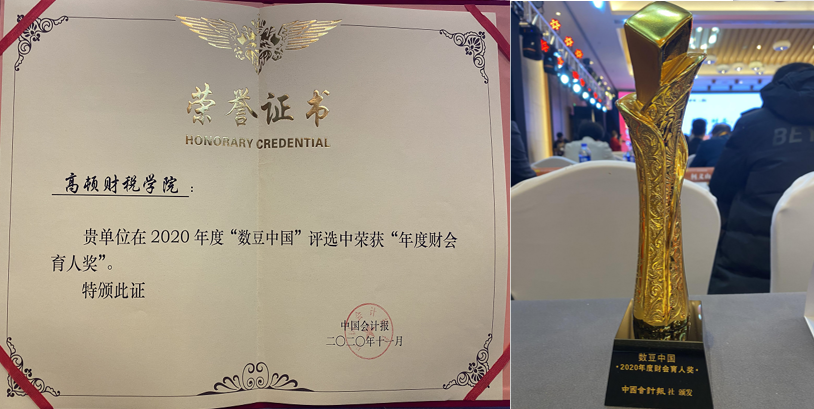 荣誉证书
HONORARY CREDENTIAL
高顿财税学院：
贵单位在2020年度“数豆中国”评选中荣获“年度财会
育人奖”。
特颁此证
中国会计报
二〇二〇年十一月
BE
数豆中国
·2020年度财会育人奖·
中国会计报社 颁发